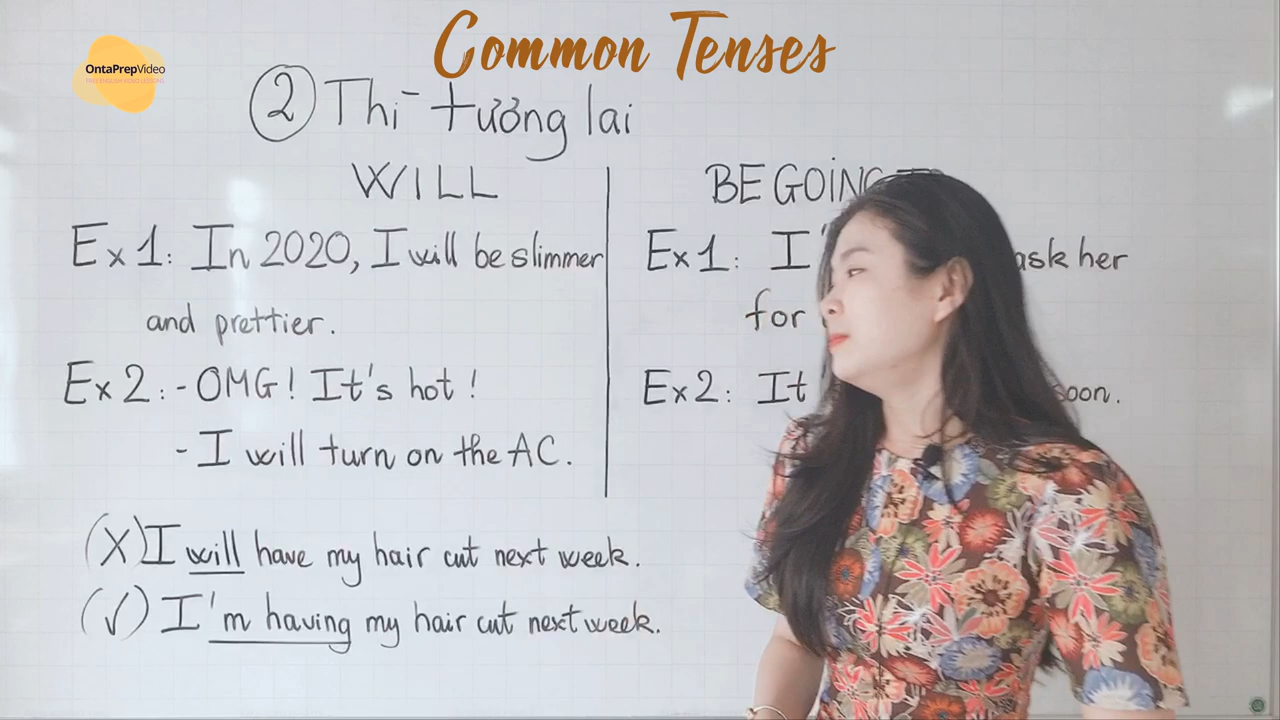 Common Tenses
OntaPrepVideo
② Thì tương lai
WILL
Ex 1: In 2020, I will be slimmer
and prettier.
Ex 2: - OMG! It's hot!
- I will turn on the AC.
BE GOING
Ex 1: I' ask her
for
Ex 2: It soon.
(X) I will have my hair cut next week.
(✓) I'm having my hair cut next week.